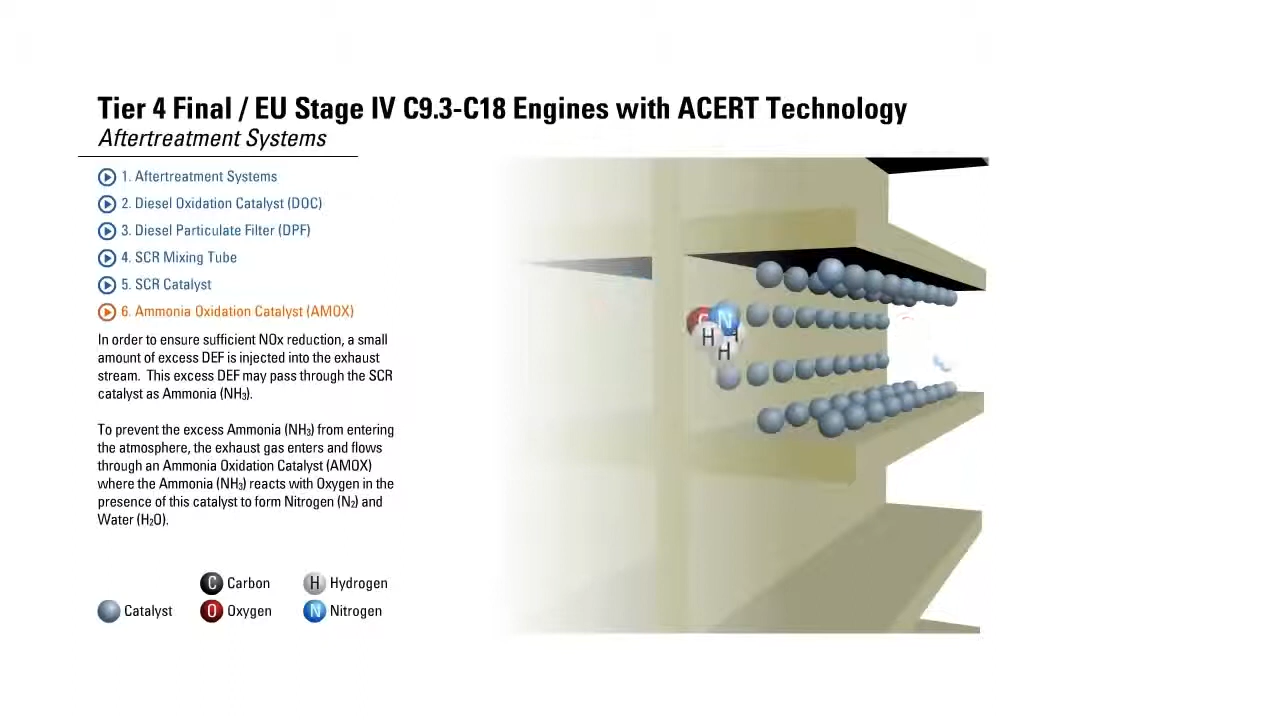 Tier 4 Final / EU Stage IV C9.3-C18 Engines with ACERT Technology
Aftertreatment Systems
1. Aftertreatment Systems
2. Diesel Oxidation Catalyst (DOC)
3. Diesel Particulate Filter (DPF)
4. SCR Mixing Tube
5. SCR Catalyst
6. Ammonia Oxidation Catalyst (AMOX)
In order to ensure sufficient NOx reduction, a small
amount of excess DEF is injected into the exhaust
stream. This excess DEF may pass through the SCR
catalyst as Ammonia (NH₃).
To prevent the excess Ammonia (NH₃) from entering
the atmosphere, the exhaust gas enters and flows
through an Ammonia Oxidation Catalyst (AMOX)
where the Ammonia (NH₃) reacts with Oxygen in the
presence of this catalyst to form Nitrogen (N₂) and
Water (H₂O).
C Carbon
H Hydrogen
Catalyst
O Oxygen
N Nitrogen
N
H H
H